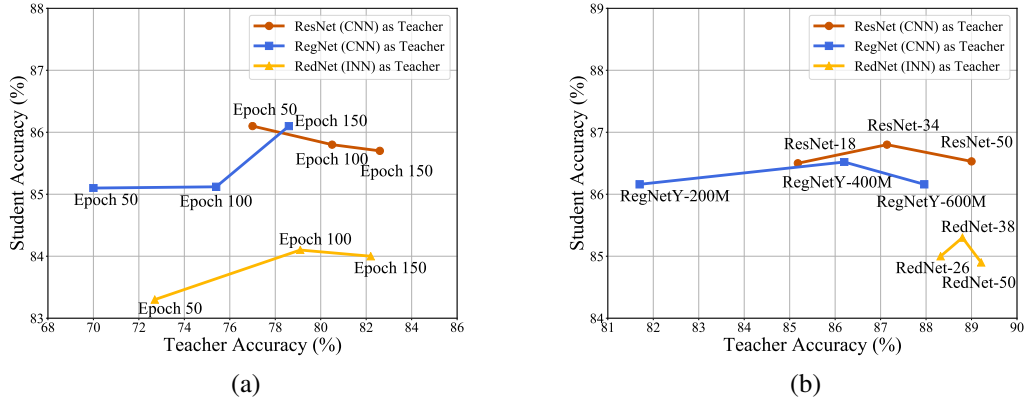 88
87
86
85
84
83
68 70 72 74 76 78 80 82 84 86
Student Accuracy (%)
Teacher Accuracy (%)
ResNet (CNN) as Teacher
RegNet (CNN) as Teacher
RedNet (INN) as Teacher
Epoch 50
Epoch 150
Epoch 100
Epoch 150
Epoch 50
Epoch 100
Epoch 100
Epoch 150
Epoch 50
(a)
89
88
87
86
85
84
81 82 83 84 85 86 87 88 89 90
Student Accuracy (%)
Teacher Accuracy (%)
ResNet (CNN) as Teacher
RegNet (CNN) as Teacher
RedNet (INN) as Teacher
ResNet-34
ResNet-18
ResNet-50
RegNetY-400M
RegNetY-200M
RegNetY-600M
RedNet-38
RedNet-26
RedNet-50
(b)